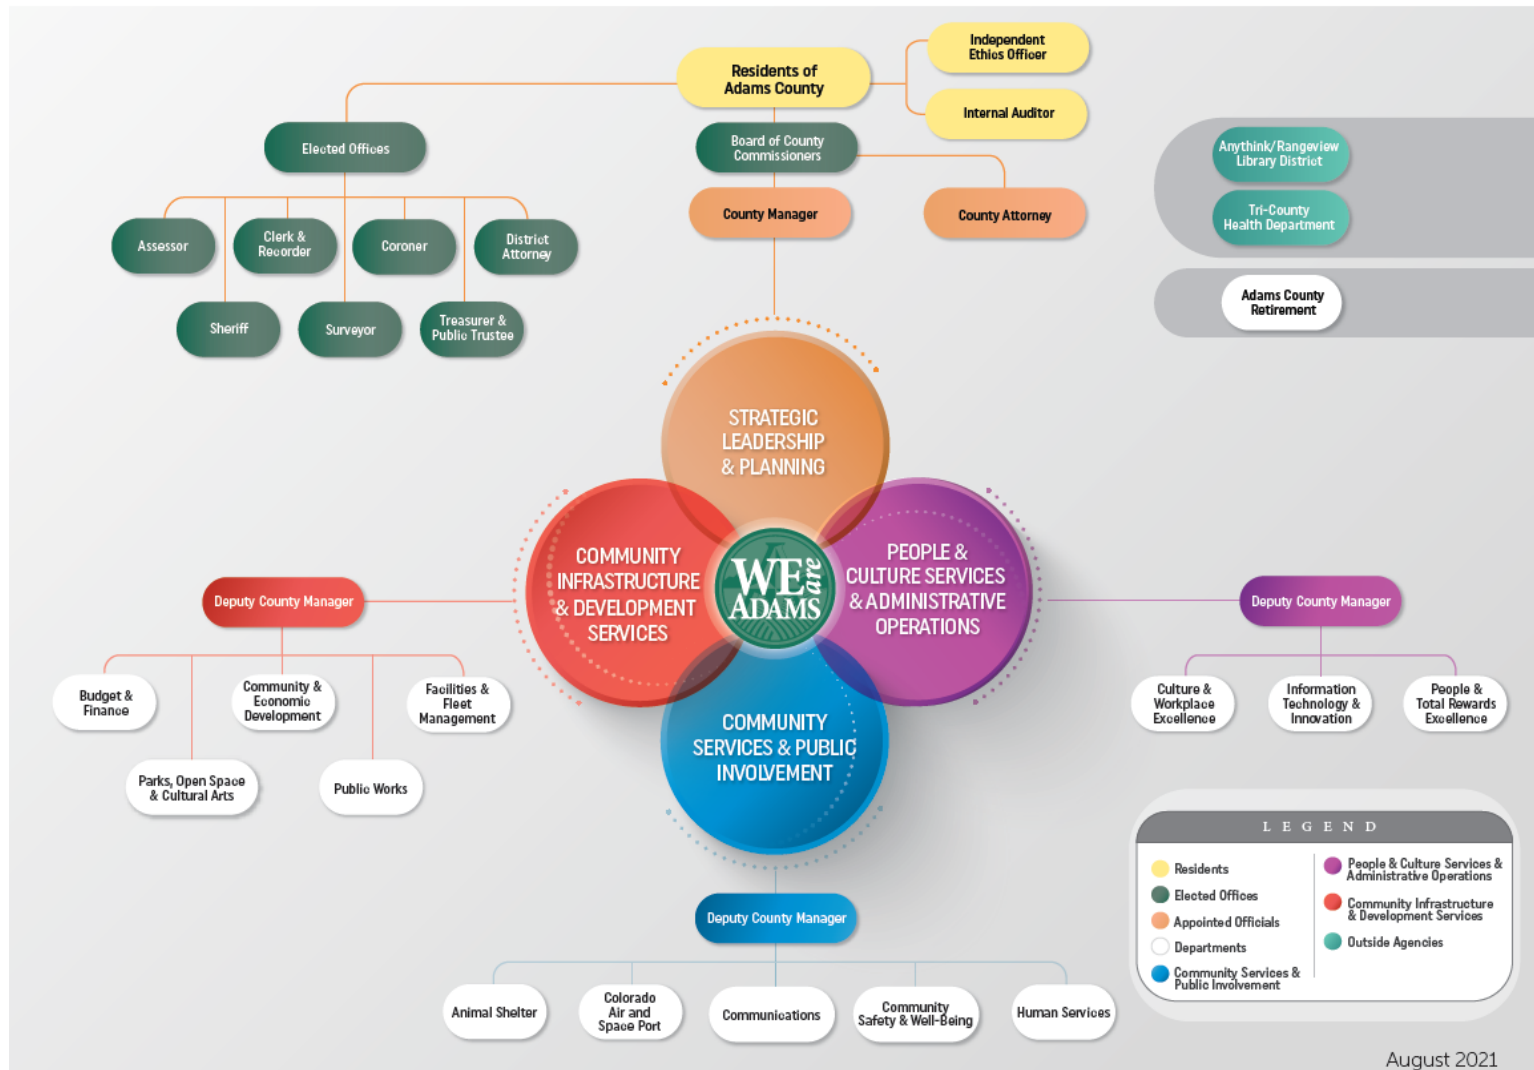 Independent
Ethics Officer
Residents of
Adams County
Internal Auditor
Elected Offices
Board of County
Commissioners
Anythink/Rangeview
Library District
County Manager
County Attorney
Tri-County
Health Department
Assessor
Clerk &
Recorder
Coroner
District
Attorney
Sheriff
Surveyor
Treasurer &
Public Trustee
Adams County
Retirement
STRATEGIC
LEADERSHIP
& PLANNING
COMMUNITY
INFRASTRUCTURE
& DEVELOPMENT
SERVICES
WE are
ADAMS
PEOPLE &
CULTURE SERVICES
& ADMINISTRATIVE
OPERATIONS
COMMUNITY
SERVICES & PUBLIC
INVOLVEMENT
Deputy County Manager
Budget &
Finance
Community &
Economic
Development
Facilities &
Fleet
Management
Parks, Open Space
& Cultural Arts
Public Works
Deputy County Manager
Culture &
Workplace
Excellence
Information
Technology &
Innovation
People &
Total Rewards
Excellence
Deputy County Manager
Animal Shelter
Colorado
Air and
Space Port
Communications
Community
Safety & Well-Being
Human Services
LEGEND
Residents
Elected Offices
Appointed Officials
Departments
Community Services &
Public Involvement
People & Culture Services &
Administrative Operations
Community Infrastructure
& Development Services
Outside Agencies
August 2021